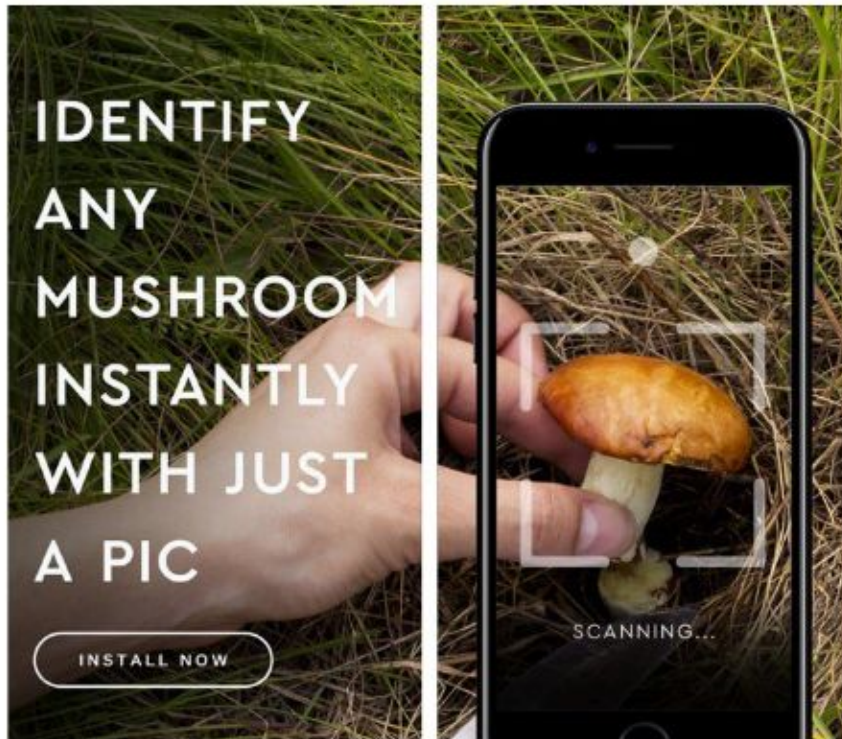 IDENTIFY
ANY
MUSHROOM
INSTANTLY
WITH JUST
A PIC
INSTALL NOW
SCANNING...